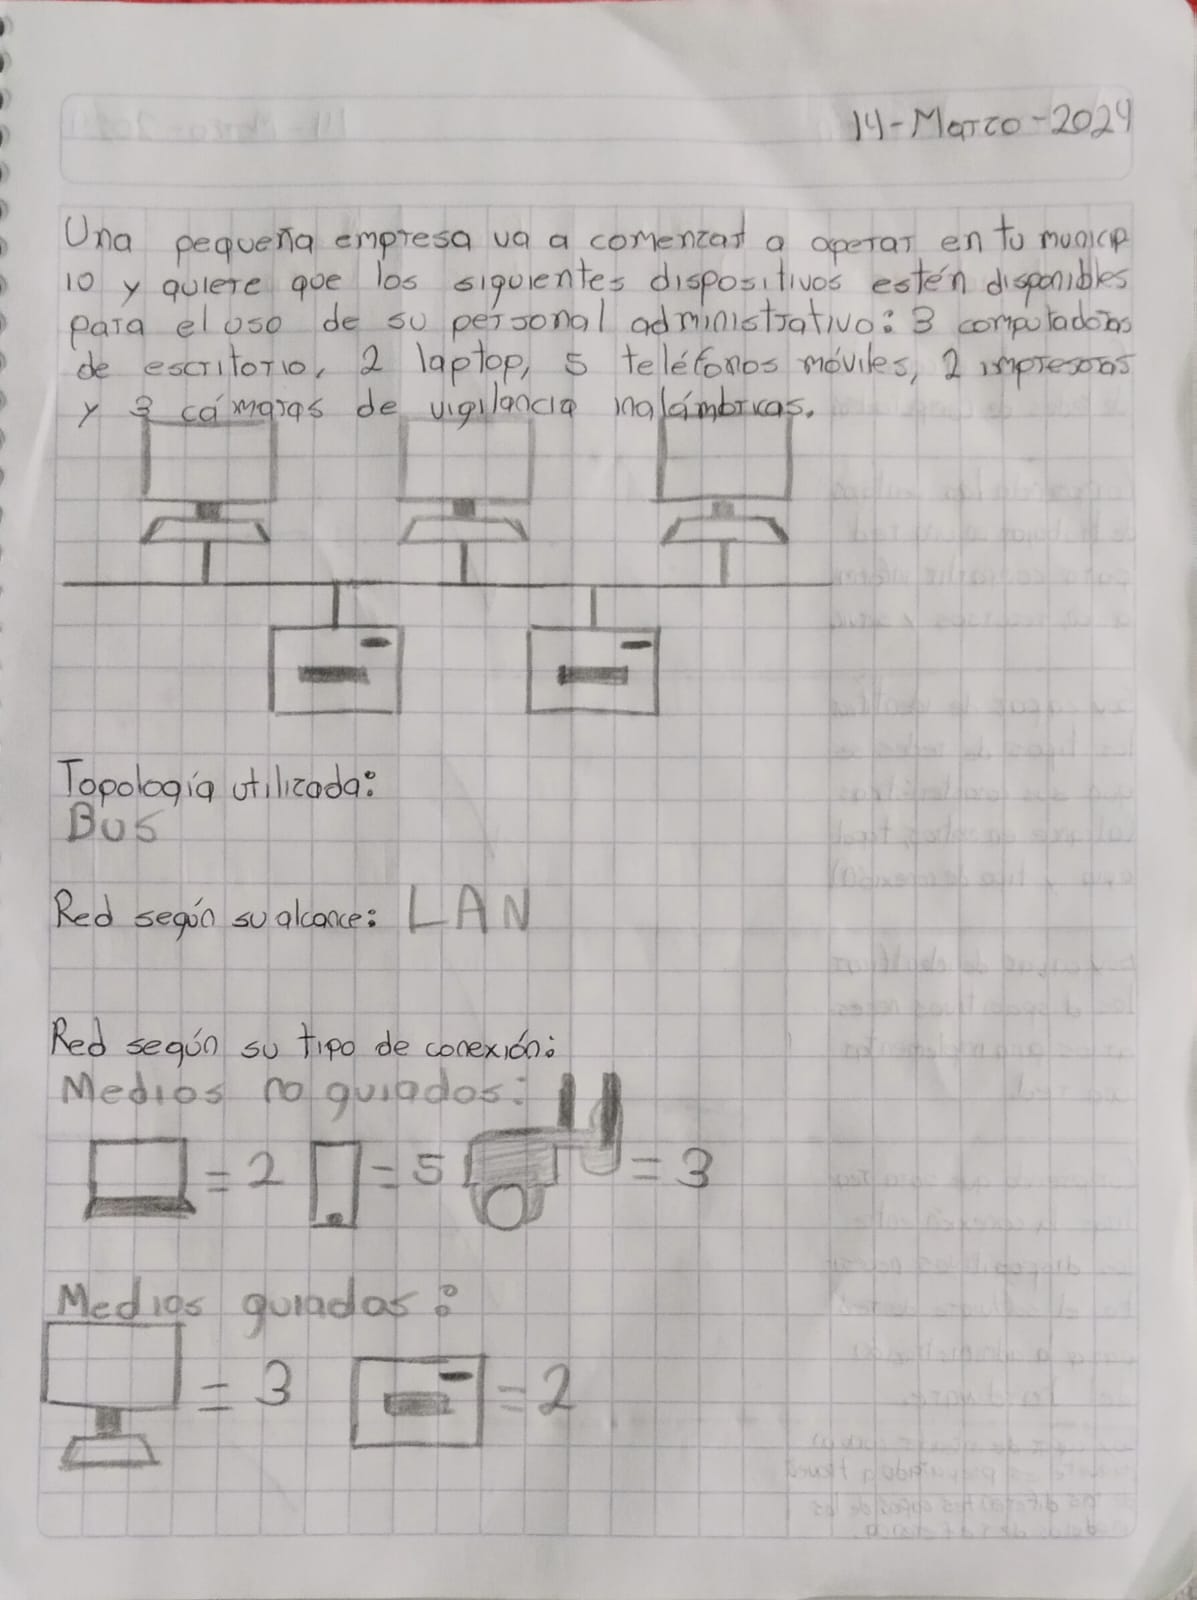 14-Marzo-2024
Una pequeña empresa va a comenzar a operar en tu municip
io y quiere que los siguientes dispositivos estén disponibles
para el uso de su personal administrativo: 3 computadoras
de escritorio, 2 laptop, 5 teléfonos móviles, 2 impresoras
y 3 cámaras de vigilancia inalámbricas.
Topología utilizada:
Bus
Red según su alcance: LAN
Red según su tipo de conexión:
Medios no guiados:
= 2 = 5 = 3
Medios guiados:
= 3 = 2